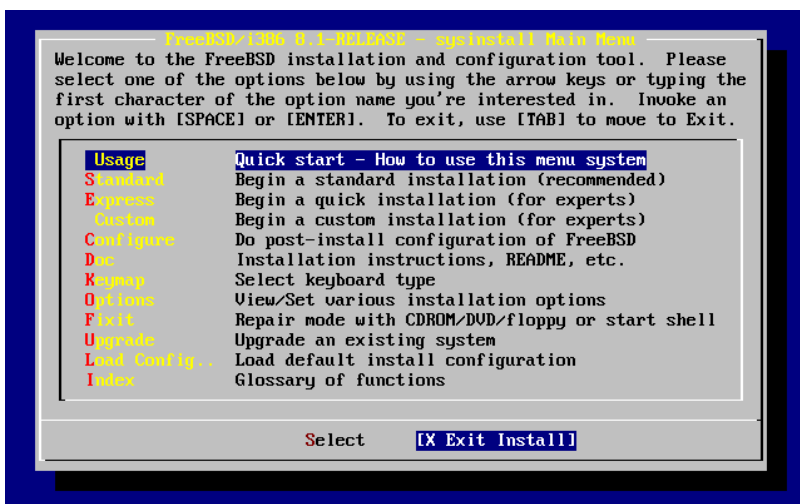 FreeBSD/i386 8.1-RELEASE - sysinstall Main Menu
Welcome to the FreeBSD installation and configuration tool.  Please
select one of the options below by using the arrow keys or typing the
first character of the option name you're interested in.  Invoke an
option with [SPACE] or [ENTER].  To exit, use [TAB] to move to Exit.
Usage Quick start - How to use this menu system
Standard Begin a standard installation (recommended)
Express Begin a quick installation (for experts)
Custom Begin a custom installation (for experts)
Configure Do post-install configuration of FreeBSD
Doc Installation instructions, README, etc.
Keymap Select keyboard type
Options View/Set various installation options
Fixit Repair mode with CDROM/DVD/floppy or start shell
Upgrade Upgrade an existing system
Load Config.. Load default install configuration
Index Glossary of functions
Select [X Exit Install]